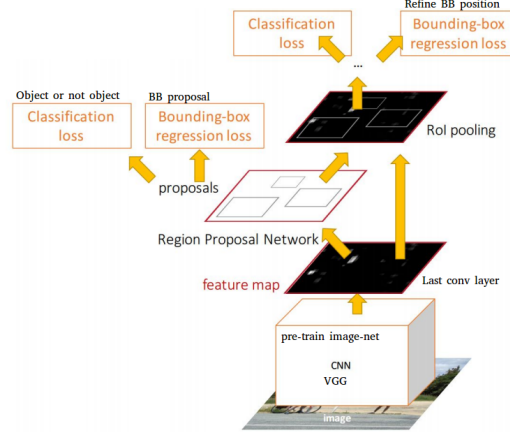 Refine BB position
Classification
loss
Bounding-box
regression loss
...
Object or not object
BB proposal
Classification
loss
Bounding-box
regression loss
RoI pooling
proposals
Region Proposal Network
feature map
Last conv layer
pre-train image-net
CNN
VGG
image